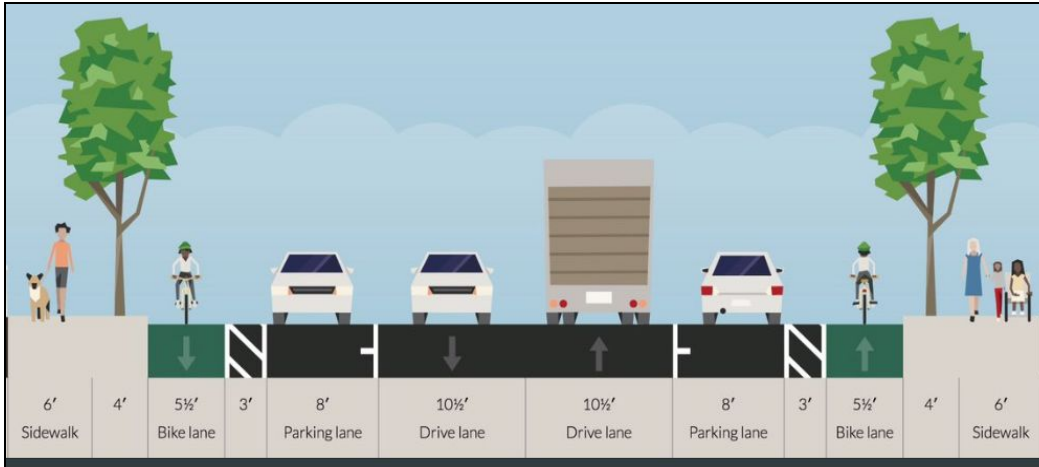 6′ 4′ 5½′ 3′ 8′ 10½′ 10½′ 8′ 3′ 5½′ 4′ 6′
Sidewalk Bike lane Parking lane Drive lane Drive lane Parking lane Bike lane Sidewalk